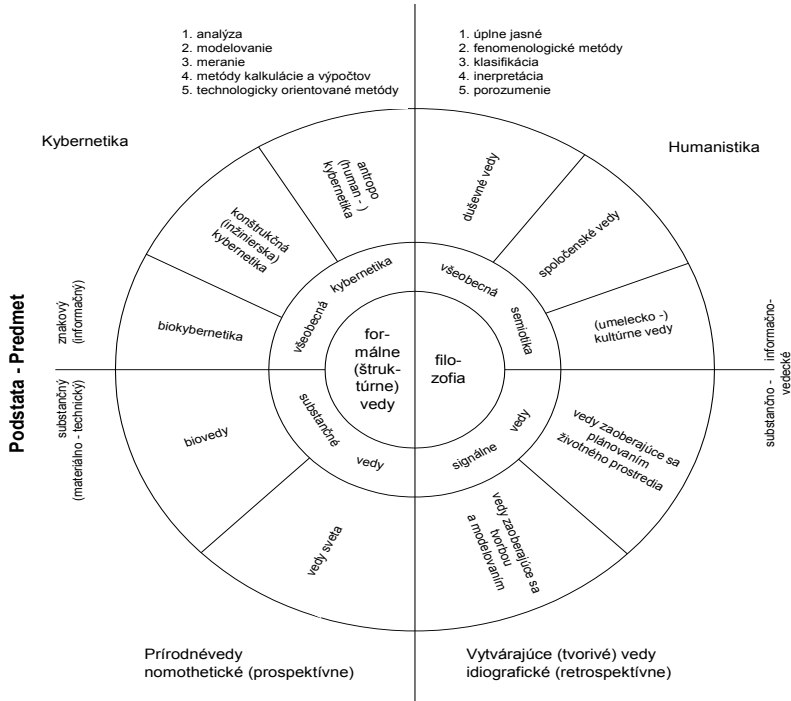 1. analýza
2. modelovanie
3. meranie
4. metódy kalkulácie a výpočtov
5. technologicky orientované metódy
1. úplne jasné
2. fenomenologické metódy
3. klasifikácia
4. inerpretácia
5. porozumenie
Kybernetika
Humanistika
antropo
(human - )
kybernetika
duševné vedy
konštrukčná
(inžinierska)
kybernetika
spoločenské vedy
biokybernetika
(umelecko -)
kultúrne vedy
všeobecná
kybernetika
všeobecná
semiotika
for-
málne
(štruk-
túrne)
vedy
filo-
zofia
Podstata - Predmet
znakový
(informačný)
substančný
(materiálno - technický)
informačno-
substančno -
vedecké
substančné
vedy
signálne
vedy
biovedy
vedy sveta
vedy zaoberajúce sa
plánovaním
životného prostredia
vedy zaoberajúce sa
tvorbou
a modelovaním
Prírodnévedy
nomothetické (prospektívne)
Vytvárajúce (tvorivé) vedy
idiografické (retrospektívne)